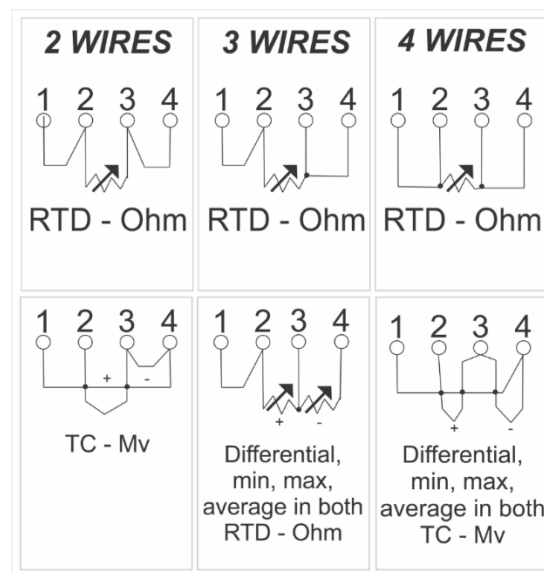 2 WIRES
1 2 3 4
RTD - Ohm
3 WIRES
1 2 3 4
RTD - Ohm
4 WIRES
1 2 3 4
RTD - Ohm
1 2 3 4
+ -
TC - Mv
1 2 3 4
+ -
Differential,
min, max,
average in both
RTD - Ohm
1 2 3 4
+ -
Differential,
min, max,
average in both
TC - Mv